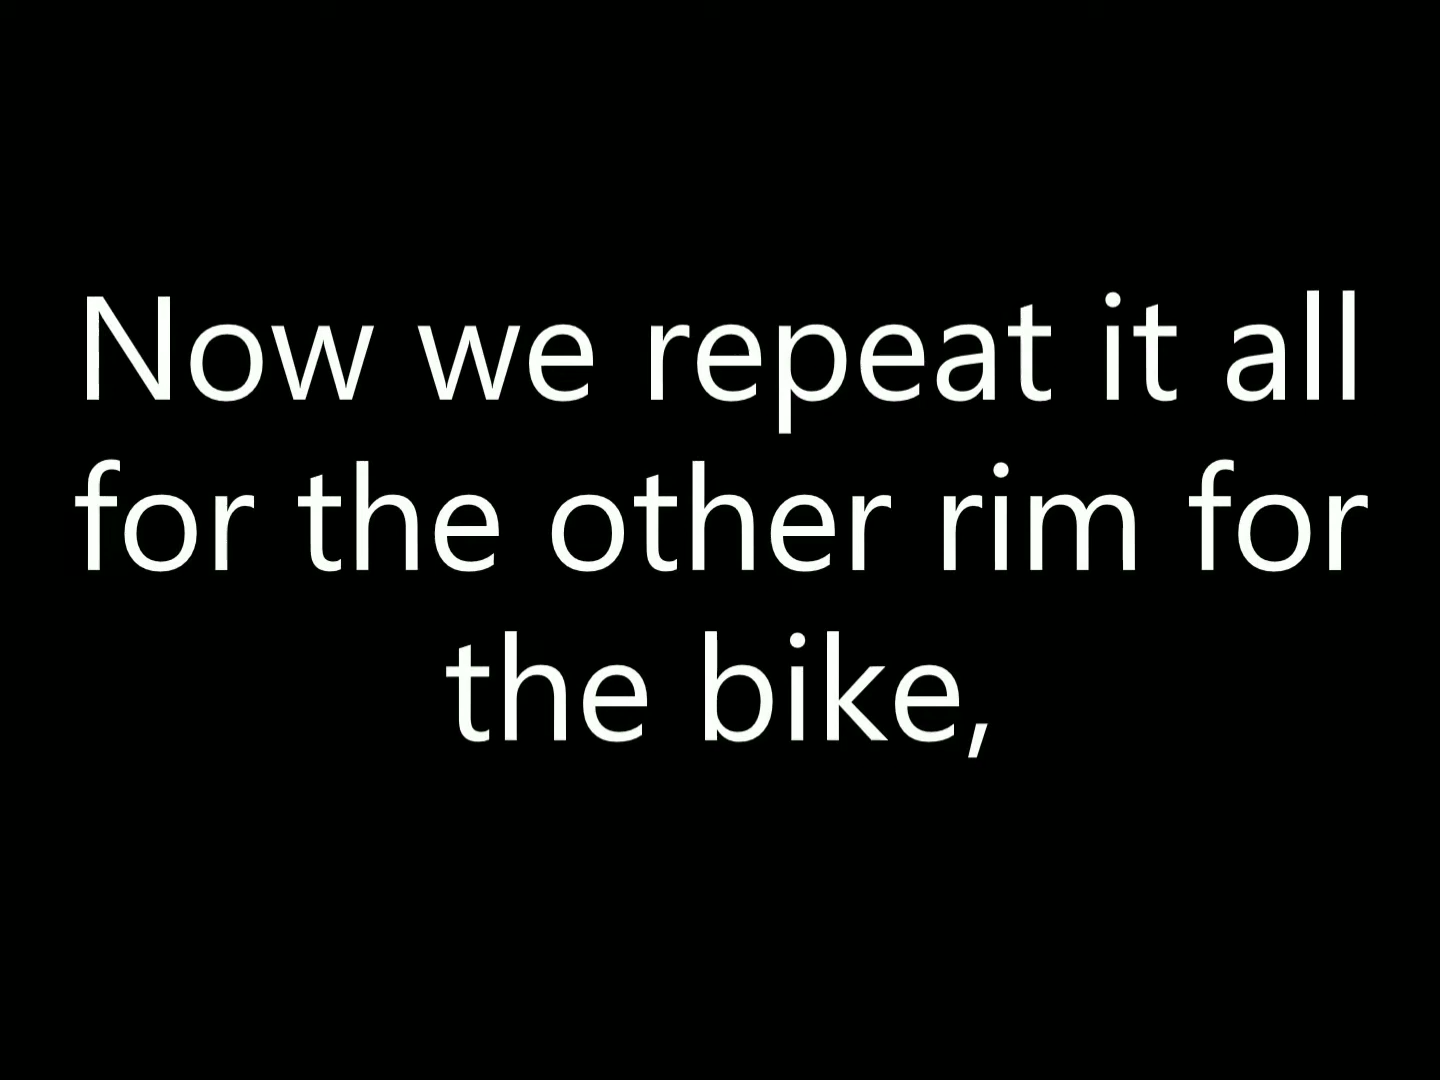 Now we repeat it all
for the other rim for
the bike,